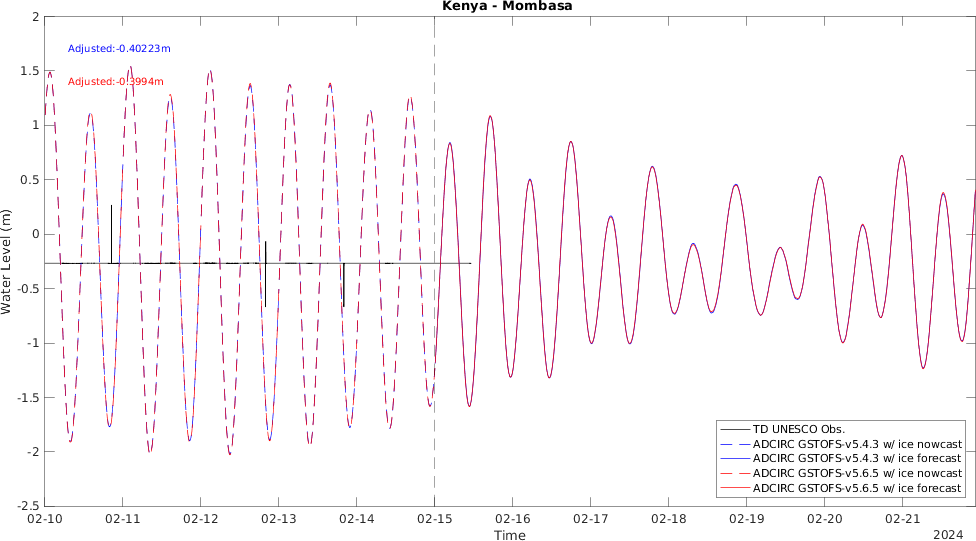 Kenya - Mombasa
Adjusted:-0.40223m
Adjusted:-0.3994m
Water Level (m)
2
1.5
1
0.5
0
-0.5
-1
-1.5
-2
-2.5
TD UNESCO Obs.
ADCIRC GSTOFS-v5.4.3 w/ ice nowcast
ADCIRC GSTOFS-v5.4.3 w/ ice forecast
ADCIRC GSTOFS-v5.6.5 w/ ice nowcast
ADCIRC GSTOFS-v5.6.5 w/ ice forecast
02-10 02-11 02-12 02-13 02-14 02-15 02-16 02-17 02-18 02-19 02-20 02-21
Time
2024